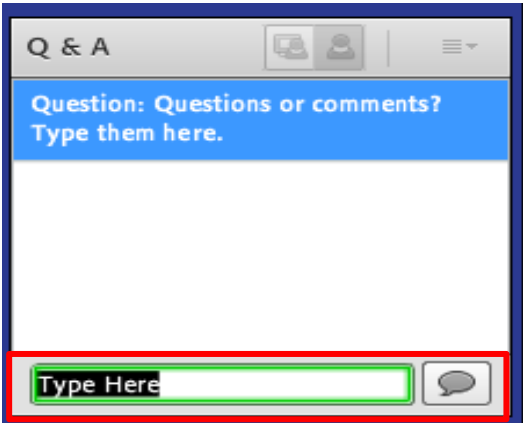 Q & A
Question: Questions or comments?
Type them here.
Type Here